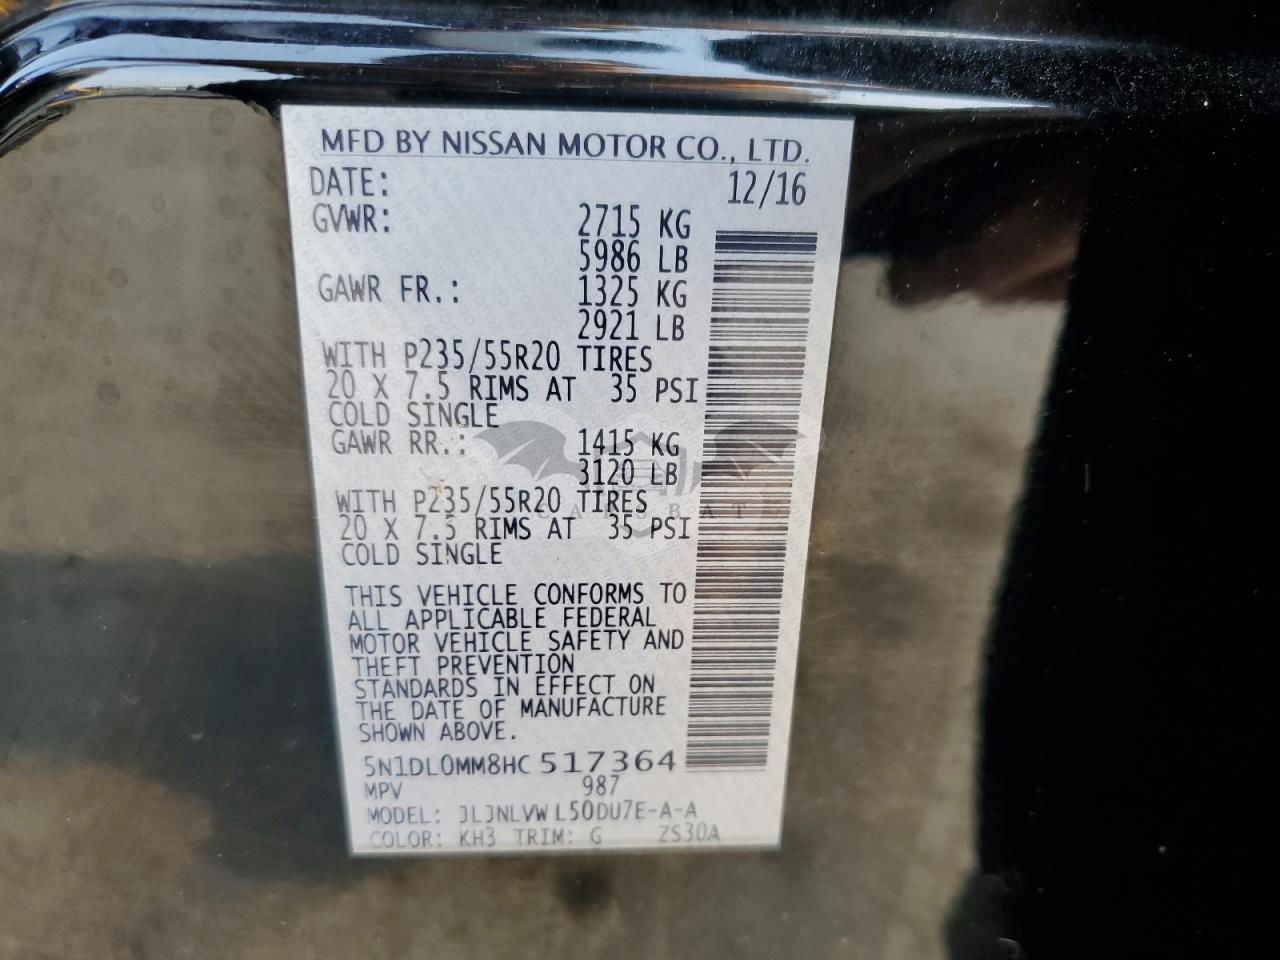 MFD BY NISSAN MOTOR CO., LTD.
DATE: 12/16
GVWR: 2715 KG
5986 LB
GAWR FR.: 1325 KG
2921 LB
WITH P235/55R20 TIRES
20 X 7.5 RIMS AT 35 PSI
COLD SINGLE
GAWR RR.: 1415 KG
3120 LB
WITH P235/55R20 TIRES
20 X 7.5 RIMS AT 35 PSI
COLD SINGLE
THIS VEHICLE CONFORMS TO
ALL APPLICABLE FEDERAL
MOTOR VEHICLE SAFETY AND
THEFT PREVENTION
STANDARDS IN EFFECT ON
THE DATE OF MANUFACTURE
SHOWN ABOVE.
5N1DL0MM8HC 517364
MPV 987
MODEL: JLJNLVW L50DU7E-A-A
COLOR: KH3 TRIM: G ZS30A